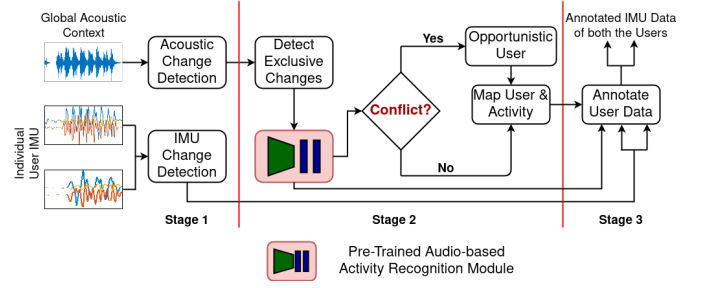 Global Acoustic
Context
Acoustic
Change
Detection
Individual
User IMU
IMU
Change
Detection
Stage 1
Detect
Exclusive
Changes
Conflict?
Yes
No
Opportunistic
User
Map User &
Activity
Stage 2
Annotated IMU Data
of both the Users
Annotate
User Data
Stage 3
Pre-Trained Audio-based
Activity Recognition Module